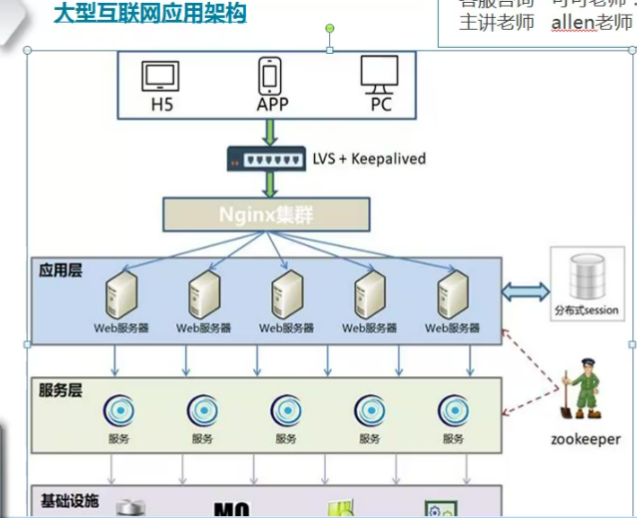 大型互联网应用架构
主讲老师 allen老师
H5 APP PC
LVS + Keepalived
Nginx集群
应用层
Web服务器 Web服务器 Web服务器 Web服务器 Web服务器
分布式session
服务层
服务 服务 服务 服务 服务
zookeeper
基础设施
MQ